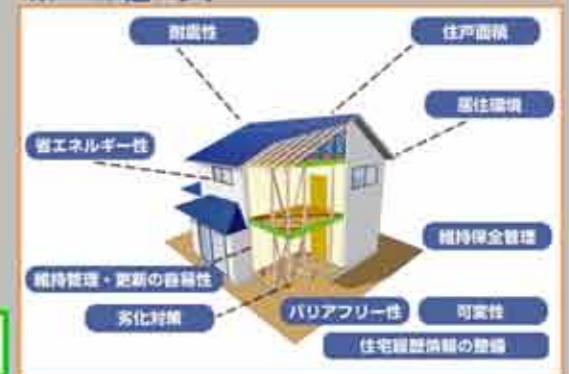 耐震性
住戸面積
居住環境
省エネルギー性
維持保全管理
維持管理・更新の容易性
劣化対策
バリアフリー性
可変性
住宅履歴情報の整備